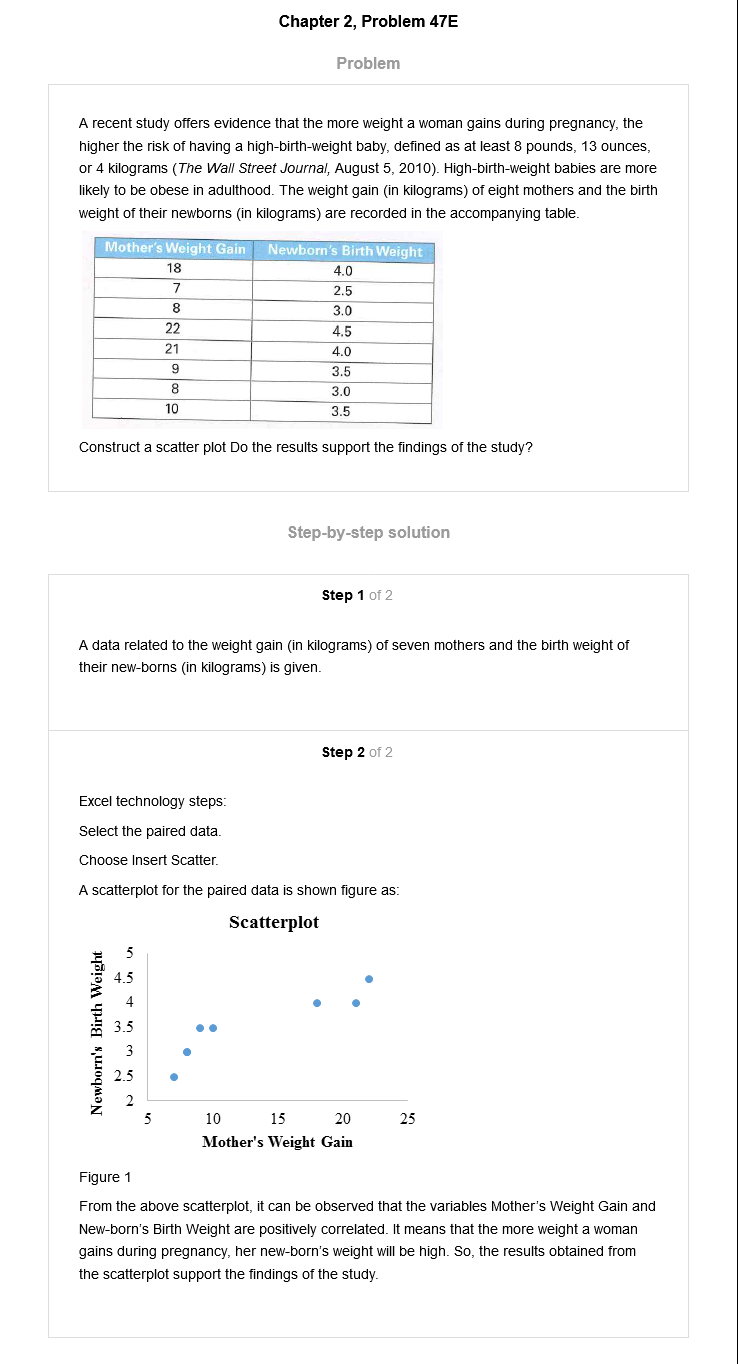 Chapter 2, Problem 47E
Problem
A recent study offers evidence that the more weight a woman gains during pregnancy, the
higher the risk of having a high-birth-weight baby, defined as at least 8 pounds, 13 ounces,
or 4 kilograms (The Wall Street Journal, August 5, 2010). High-birth-weight babies are more
likely to be obese in adulthood. The weight gain (in kilograms) of eight mothers and the birth
weight of their newborns (in kilograms) are recorded in the accompanying table.
Mother's Weight Gain Newborn's Birth Weight
18 4.0
7 2.5
8 3.0
22 4.5
21 4.0
9 3.5
8 3.0
10 3.5
Construct a scatter plot Do the results support the findings of the study?
Step-by-step solution
Step 1 of 2
A data related to the weight gain (in kilograms) of seven mothers and the birth weight of
their new-borns (in kilograms) is given.
Step 2 of 2
Excel technology steps:
Select the paired data.
Choose Insert Scatter.
A scatterplot for the paired data is shown figure as:
Scatterplot
Newborn's Birth Weight
5
4.5
4
3.5
3
2.5
2
5 10 15 20 25
Mother's Weight Gain
Figure 1
From the above scatterplot, it can be observed that the variables Mother's Weight Gain and
New-born's Birth Weight are positively correlated. It means that the more weight a woman
gains during pregnancy, her new-born's weight will be high. So, the results obtained from
the scatterplot support the findings of the study.